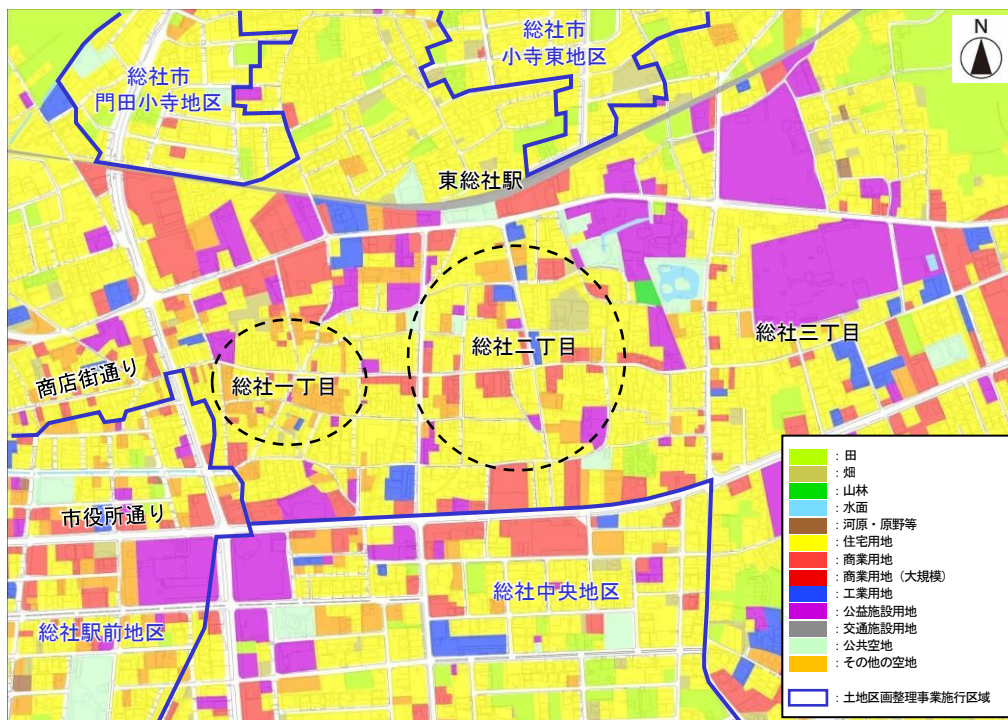 総社市
小寺東地区
N
総社市
門田小寺地区
東総社駅
総社二丁目
総社三丁目
商店街通り
総社一丁目
市役所通り
総社中央地区
総社駅前地区
：田
：畑
：山林
：水面
：河原・原野等
：住宅用地
：商業用地
：商業用地（大規模）
：工業用地
：公益施設用地
：交通施設用地
：公共空地
：その他の空地
：土地区画整理事業施行区域